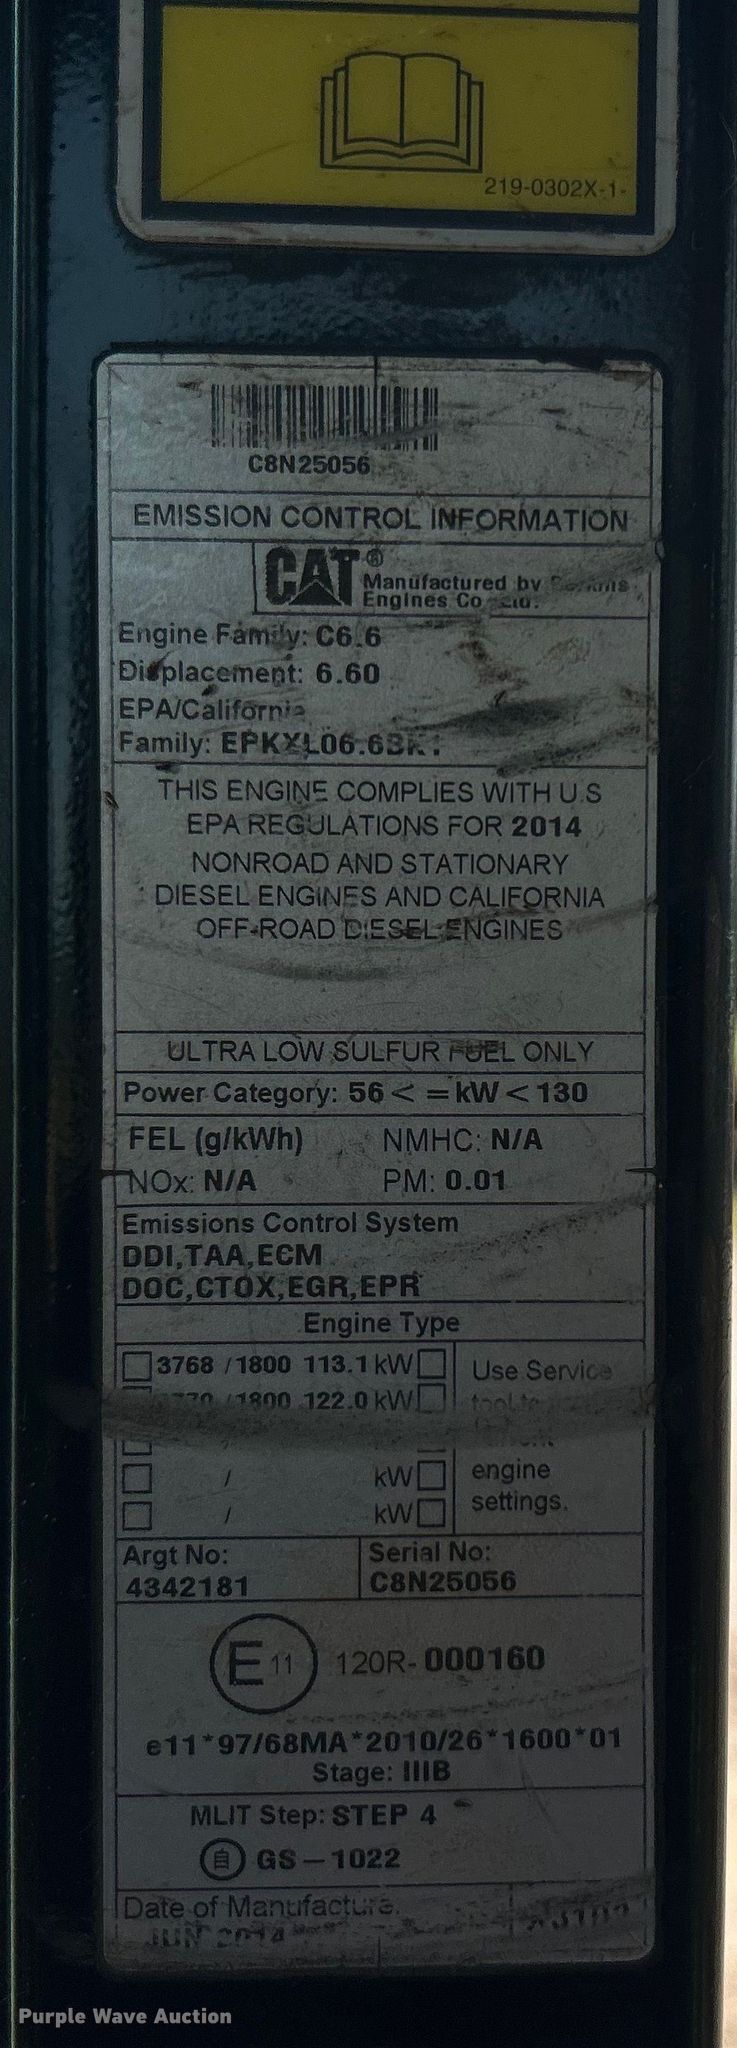 219-0302X-1-
C8N25056
EMISSION CONTROL INFORMATION
CAT®
Manufactured by
Engines Co Ltd.
Engine Family: C6.6
Displacement: 6.60
EPA/California
Family:
THIS ENGINE COMPLIES WITH U.S
EPA REGULATIONS FOR 2014
NONROAD AND STATIONARY
DIESEL ENGINES AND CALIFORNIA
OFF-ROAD DIESEL ENGINES
ULTRA LOW SULFUR FUEL ONLY
Power Category: 56 < = kW < 130
FEL (g/kWh) NMHC: N/A
NOx: N/A PM: 0.01
Emissions Control System
DDI,TAA,ECM
DOC,CTOX,EGR,EPR
Engine Type
3768 / 1800 113.1 kW Use Service
/ 1800 122.0 kW
/ kW engine
/ kW settings.
Argt No: Serial No:
4342181 C8N25056
E 11 120R- 000160
e11*97/68MA*2010/26*1600*01
Stage: IIIB
MLIT Step: STEP 4
自 GS-1022
Date of Manufacture.
JUN 2014
Purple Wave Auction